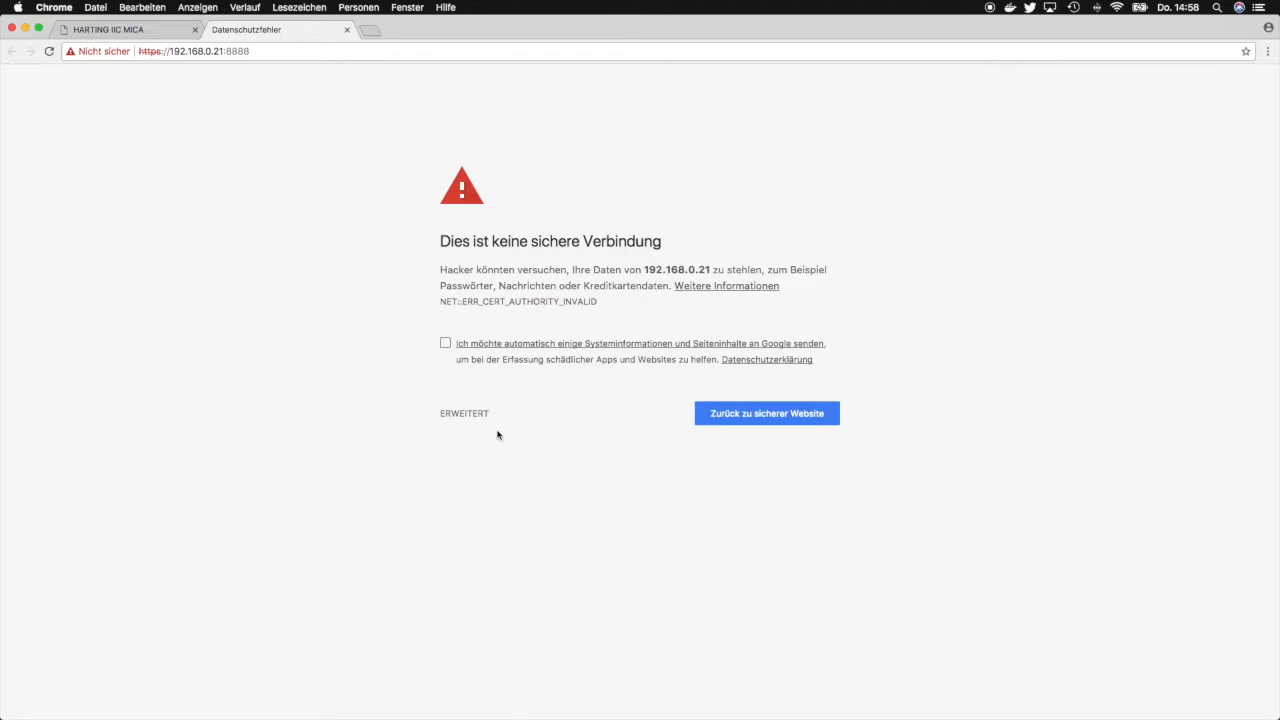 Chrome Datei Bearbeiten Anzeigen Verlauf Lesezeichen Personen Fenster Hilfe Do. 14:58
HARTING IIC MICA Datenschutzfehler
Nicht sicher https://192.168.0.21:8888
Dies ist keine sichere Verbindung
Hacker könnten versuchen, Ihre Daten von 192.168.0.21 zu stehlen, zum Beispiel
Passwörter, Nachrichten oder Kreditkartendaten. Weitere Informationen
NET::ERR_CERT_AUTHORITY_INVALID
Ich möchte automatisch einige Systeminformationen und Seiteninhalte an Google senden,
um bei der Erfassung schädlicher Apps und Websites zu helfen. Datenschutzerklärung
ERWEITERT Zurück zu sicherer Website